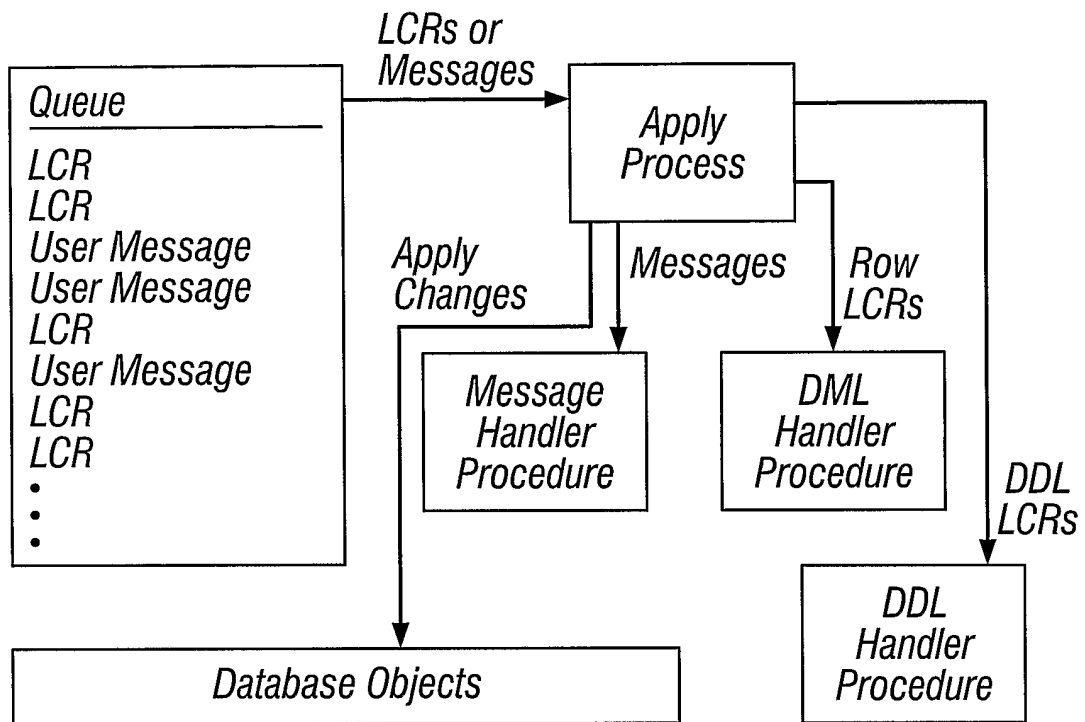 LCRs or
Messages
Queue
LCR
LCR
User Message
User Message
LCR
User Message
LCR
LCR
•
•
•
Apply
Process
Apply
Changes
Messages
Row
LCRs
Message
Handler
Procedure
DML
Handler
Procedure
DDL
LCRs
DDL
Handler
Procedure
Database Objects